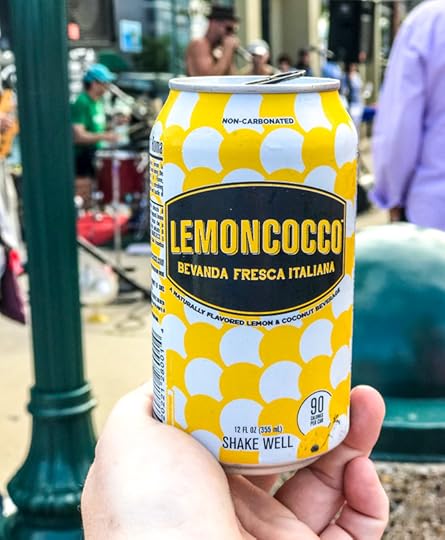 NON-CARBONATED
LEMONCOCCO
BEVANDA FRESCA ITALIANA
A NATURALLY FLAVORED LEMON & COCONUT BEVERAGE
90
CALORIES
PER CAN
12 FL OZ (355 mL)
SHAKE WELL